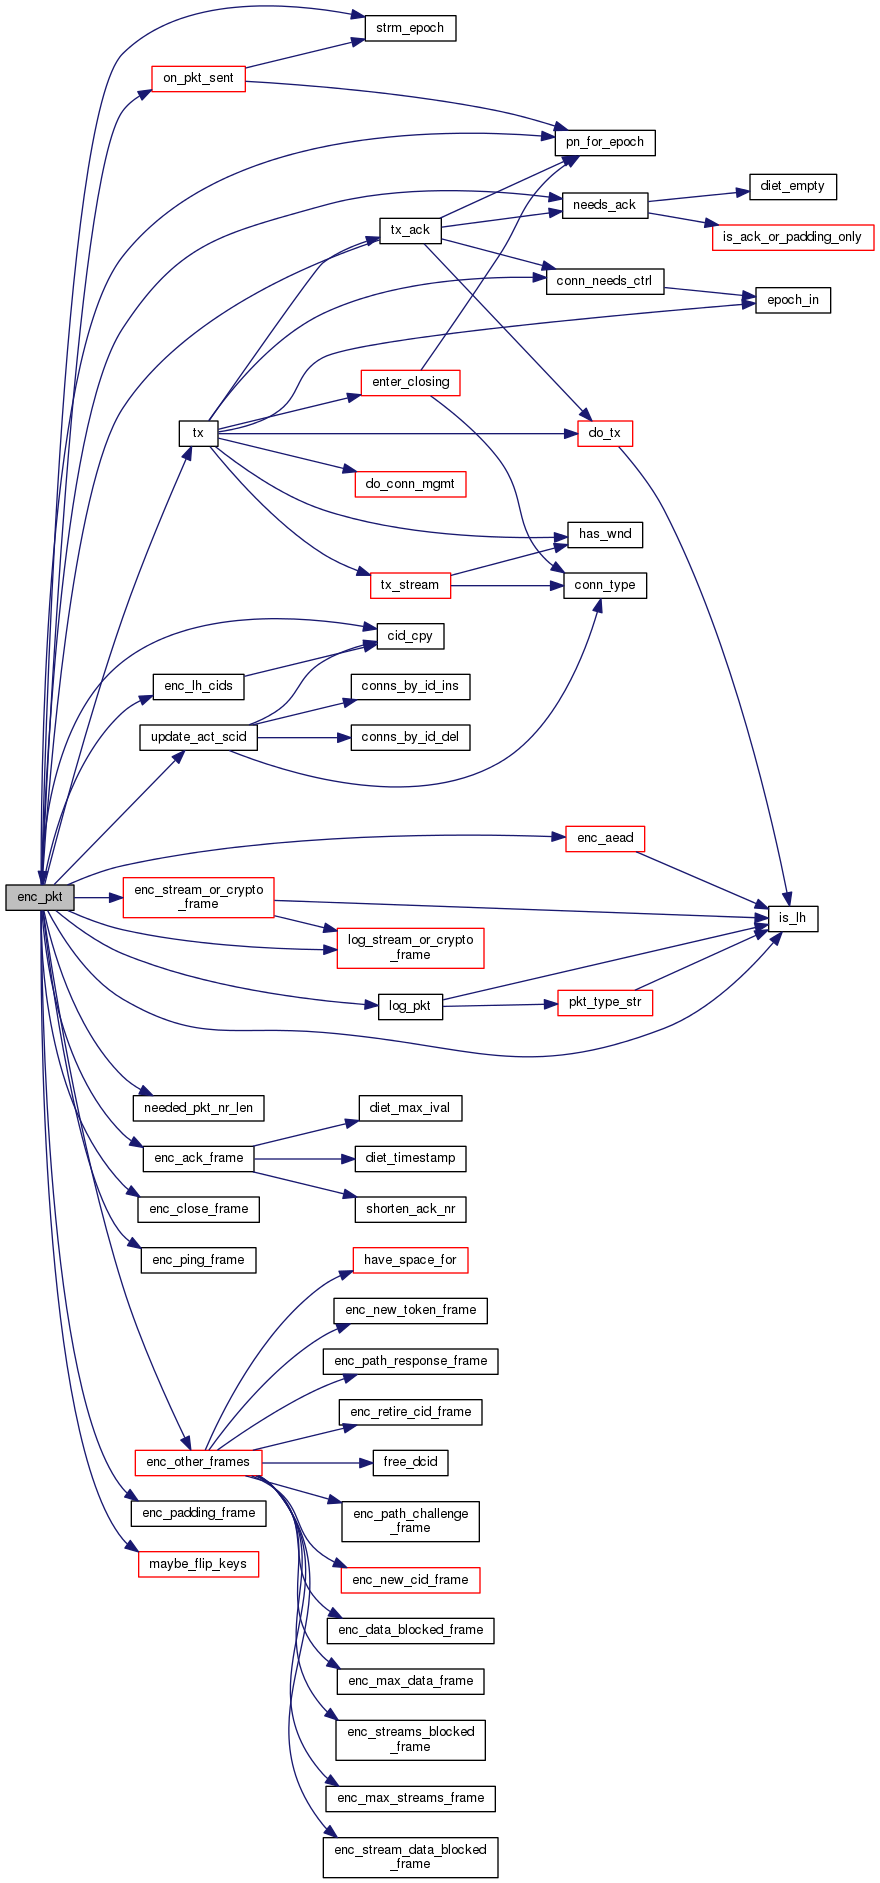 strm_epoch
on_pkt_sent
pn_for_epoch
diet_empty
needs_ack
tx_ack
is_ack_or_padding_only
conn_needs_ctrl
epoch_in
enter_closing
tx
do_tx
do_conn_mgmt
has_wnd
tx_stream
conn_type
cid_cpy
enc_lh_cids
conns_by_id_ins
update_act_scid
conns_by_id_del
enc_aead
enc_pkt
enc_stream_or_crypto
_frame
is_lh
log_stream_or_crypto
_frame
log_pkt
pkt_type_str
needed_pkt_nr_len
diet_max_ival
enc_ack_frame
diet_timestamp
enc_close_frame
shorten_ack_nr
enc_ping_frame
have_space_for
enc_new_token_frame
enc_path_response_frame
enc_retire_cid_frame
enc_other_frames
free_dcid
enc_padding_frame
enc_path_challenge
_frame
maybe_flip_keys
enc_new_cid_frame
enc_data_blocked_frame
enc_max_data_frame
enc_streams_blocked
_frame
enc_max_streams_frame
enc_stream_data_blocked
_frame